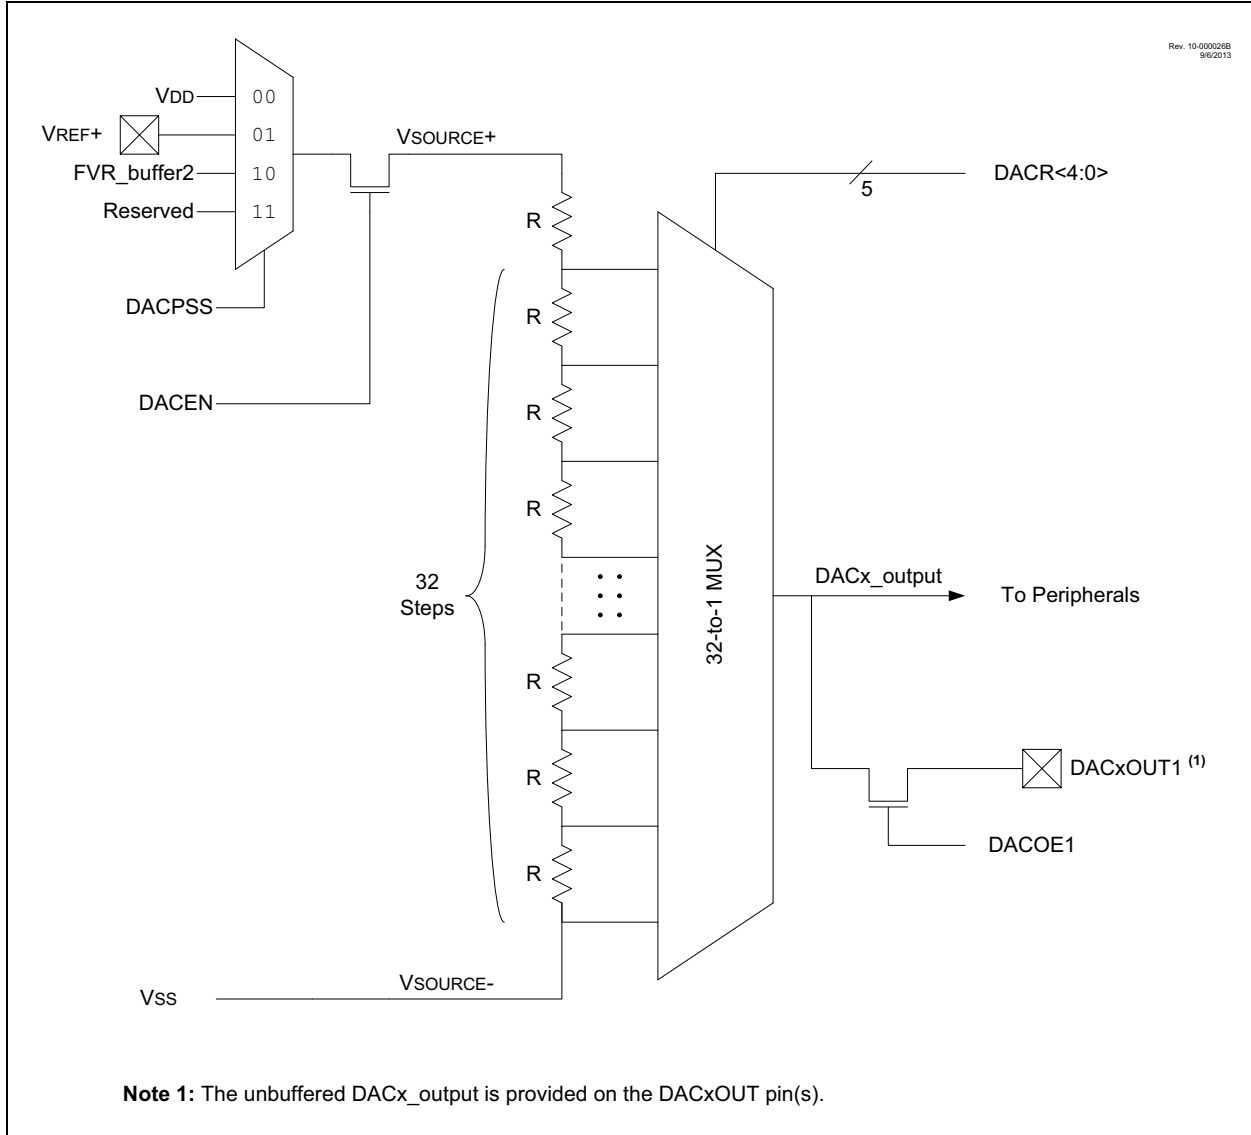 Rev. 10-000026B
9/6/2013
VDD
00
VREF+
01
VSOURCE+
FVR_buffer2
10
DACR<4:0>
5
Reserved
11
R
DACPSS
R
DACEN
R
R
32
Steps
32-to-1 MUX
DACx_output
To Peripherals
R
R
DACxOUT1 (1)
DACOE1
R
VSOURCE-
VSS
Note 1: The unbuffered DACx_output is provided on the DACxOUT pin(s).